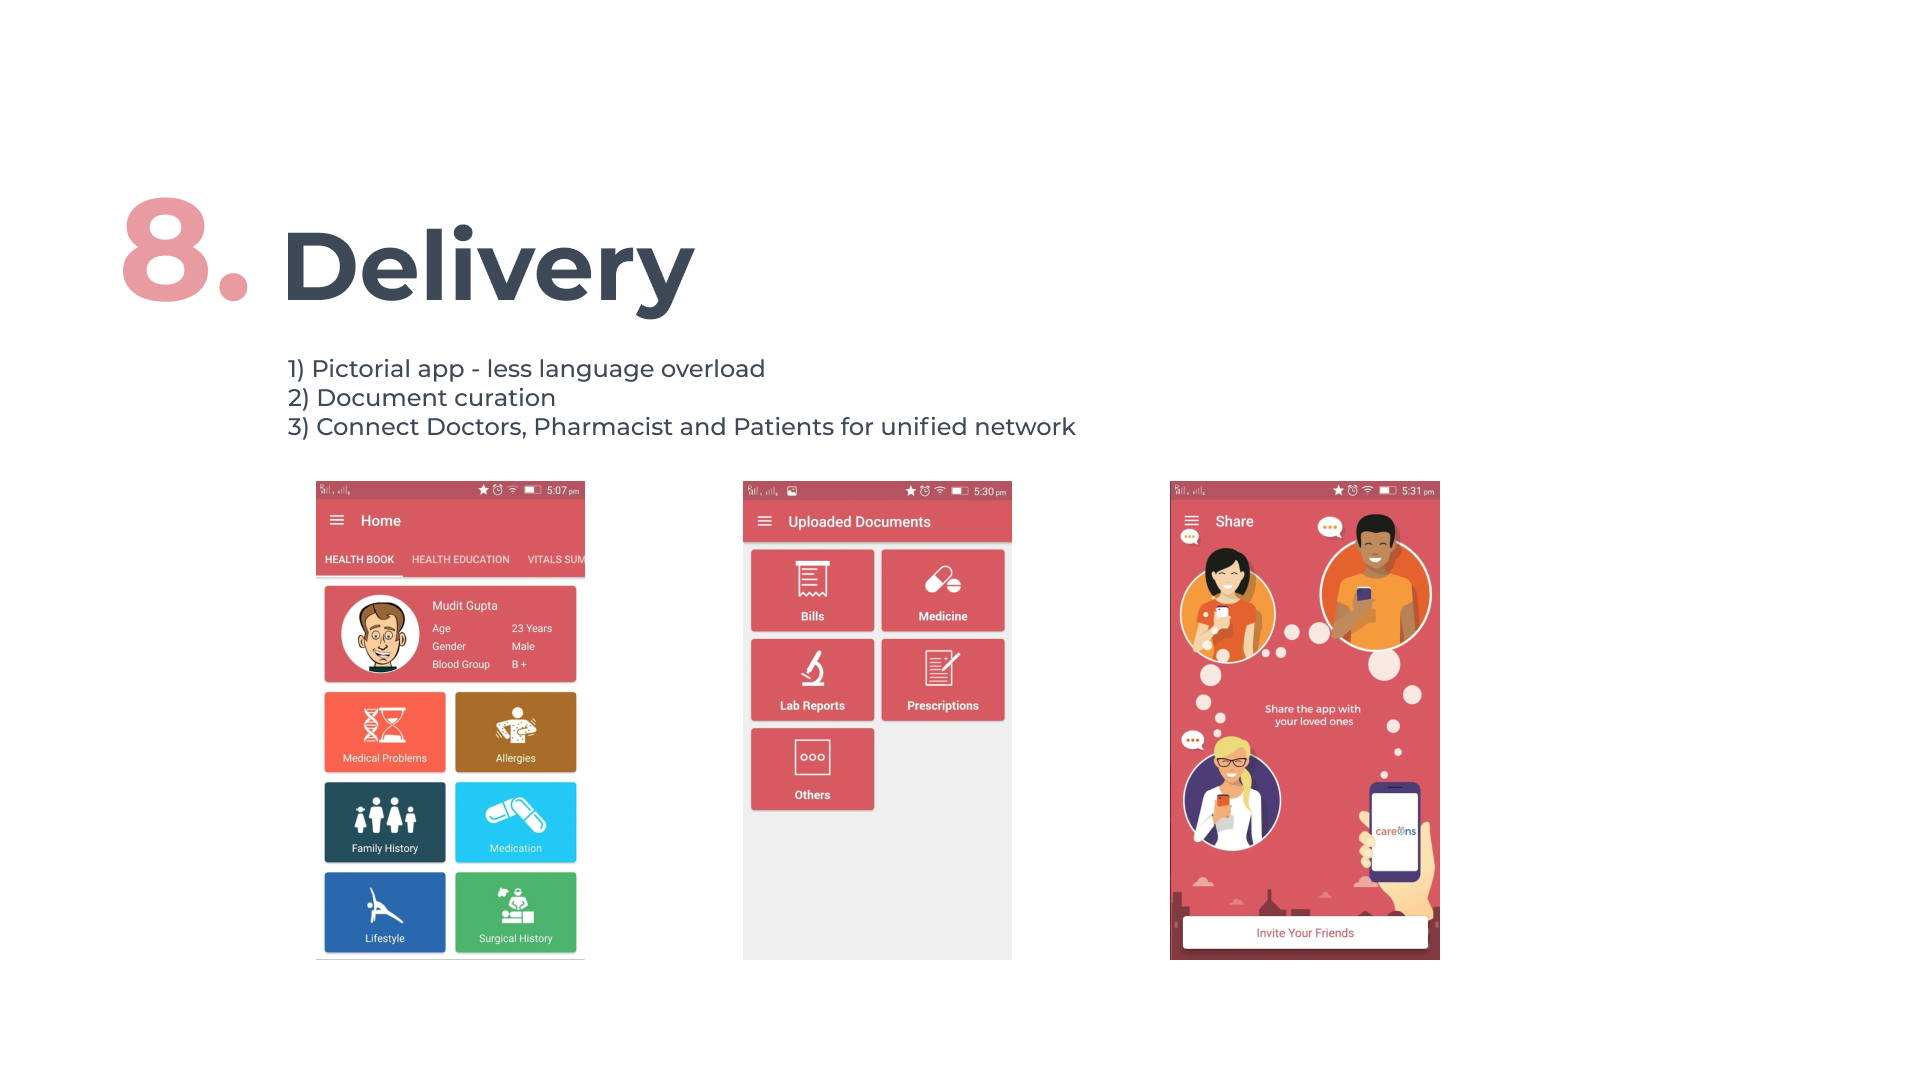 8. Delivery
1) Pictorial app - less language overload
2) Document curation
3) Connect Doctors, Pharmacist and Patients for unified network
5:07 pm
Home
HEALTH BOOK HEALTH EDUCATION VITALS SUM
Mudit Gupta
Age 23 Years
Gender Male
Blood Group B +
Medical Problems Allergies
Family History Medication
Lifestyle Surgical History
5:30 pm
Uploaded Documents
Bills Medicine
Lab Reports Prescriptions
Others
5:31 pm
Share
Share the app with
your loved ones
careons
Invite Your Friends